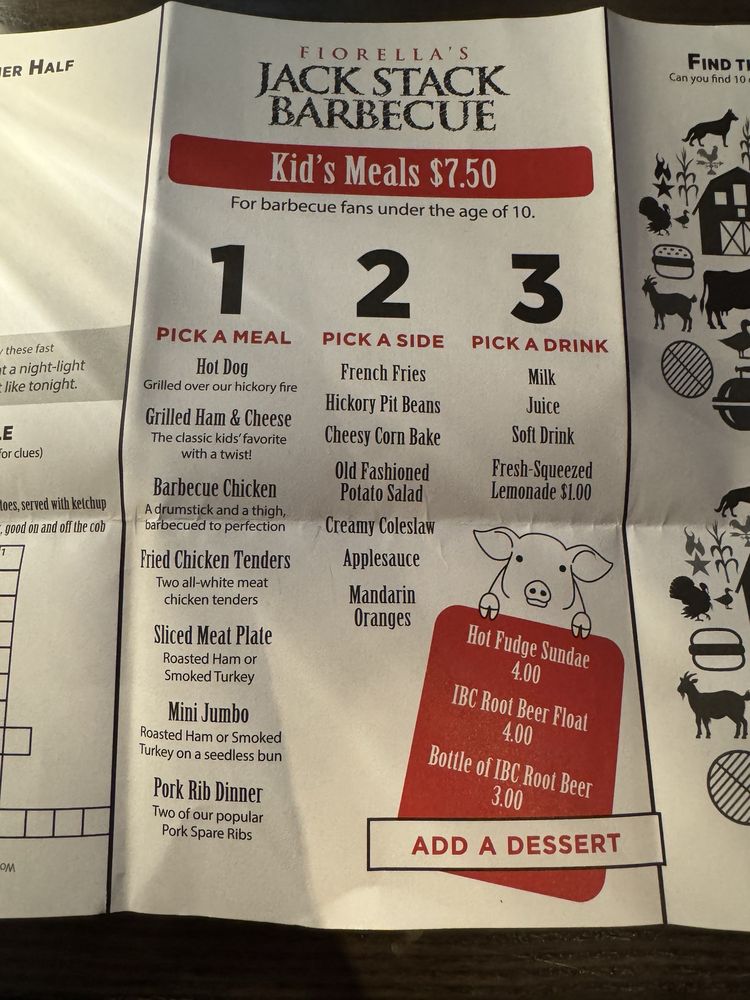 ER HALF
these fast
at a night-light
like tonight.
LE
for clues)
toes, served with ketchup
, good on and off the cob
1
FIORELLA'S
JACK STACK
BARBECUE
Kid's Meals $7.50
For barbecue fans under the age of 10.
1
PICK A MEAL
Hot Dog
Grilled over our hickory fire
Grilled Ham & Cheese
The classic kids' favorite
with a twist!
Barbecue Chicken
A drumstick and a thigh,
barbecued to perfection
Fried Chicken Tenders
Two all-white meat
chicken tenders
Sliced Meat Plate
Roasted Ham or
Smoked Turkey
Mini Jumbo
Roasted Ham or Smoked
Turkey on a seedless bun
Pork Rib Dinner
Two of our popular
Pork Spare Ribs
2
PICK A SIDE
French Fries
Hickory Pit Beans
Cheesy Corn Bake
Old Fashioned
Potato Salad
Creamy Coleslaw
Applesauce
Mandarin
Oranges
3
PICK A DRINK
Milk
Juice
Soft Drink
Fresh-Squeezed
Lemonade $1.00
Hot Fudge Sundae
4.00
IBC Root Beer Float
4.00
Bottle of IBC Root Beer
3.00
ADD A DESSERT
FIND TH
Can you find 10